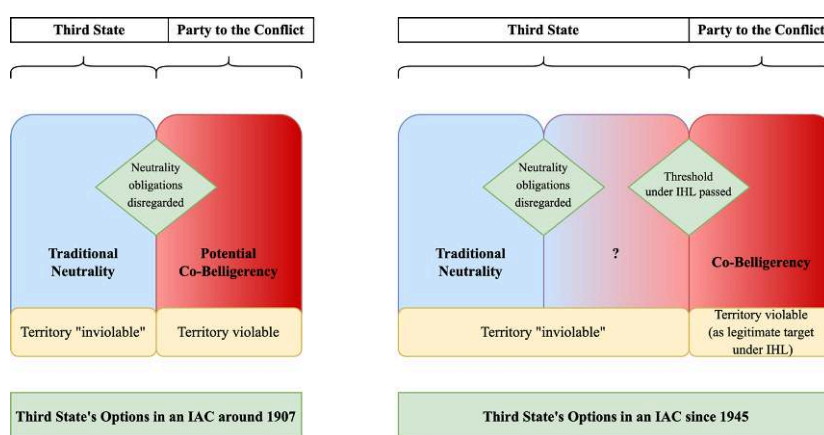 Third State
Party to the Conflict
Neutrality
obligations
disregarded
Traditional
Neutrality
Potential
Co-Belligerency
Territory "inviolable"
Territory violable
Third State's Options in an IAC around 1907
Third State
Party to the Conflict
Neutrality
obligations
disregarded
Threshold
under IHL passed
Traditional
Neutrality
?
Co-Belligerency
Territory "inviolable"
Territory violable
(as legitimate target
under IHL)
Third State's Options in an IAC since 1945